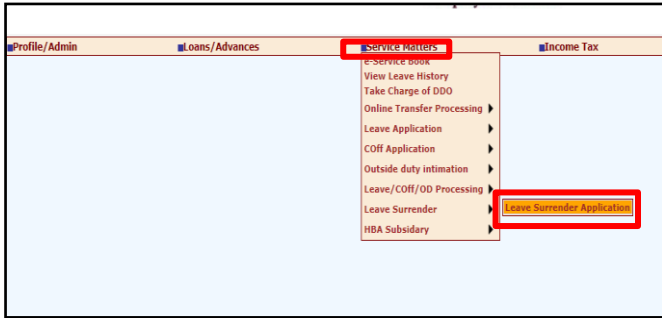 Profile/Admin Loans/Advances Service Matters Income Tax
e-Service Book
View Leave History
Take Charge of DDO
Online Transfer Processing
Leave Application
COff Application
Outside duty intimation
Leave/COff/OD Processing
Leave Surrender Leave Surrender Application
HBA Subsidary